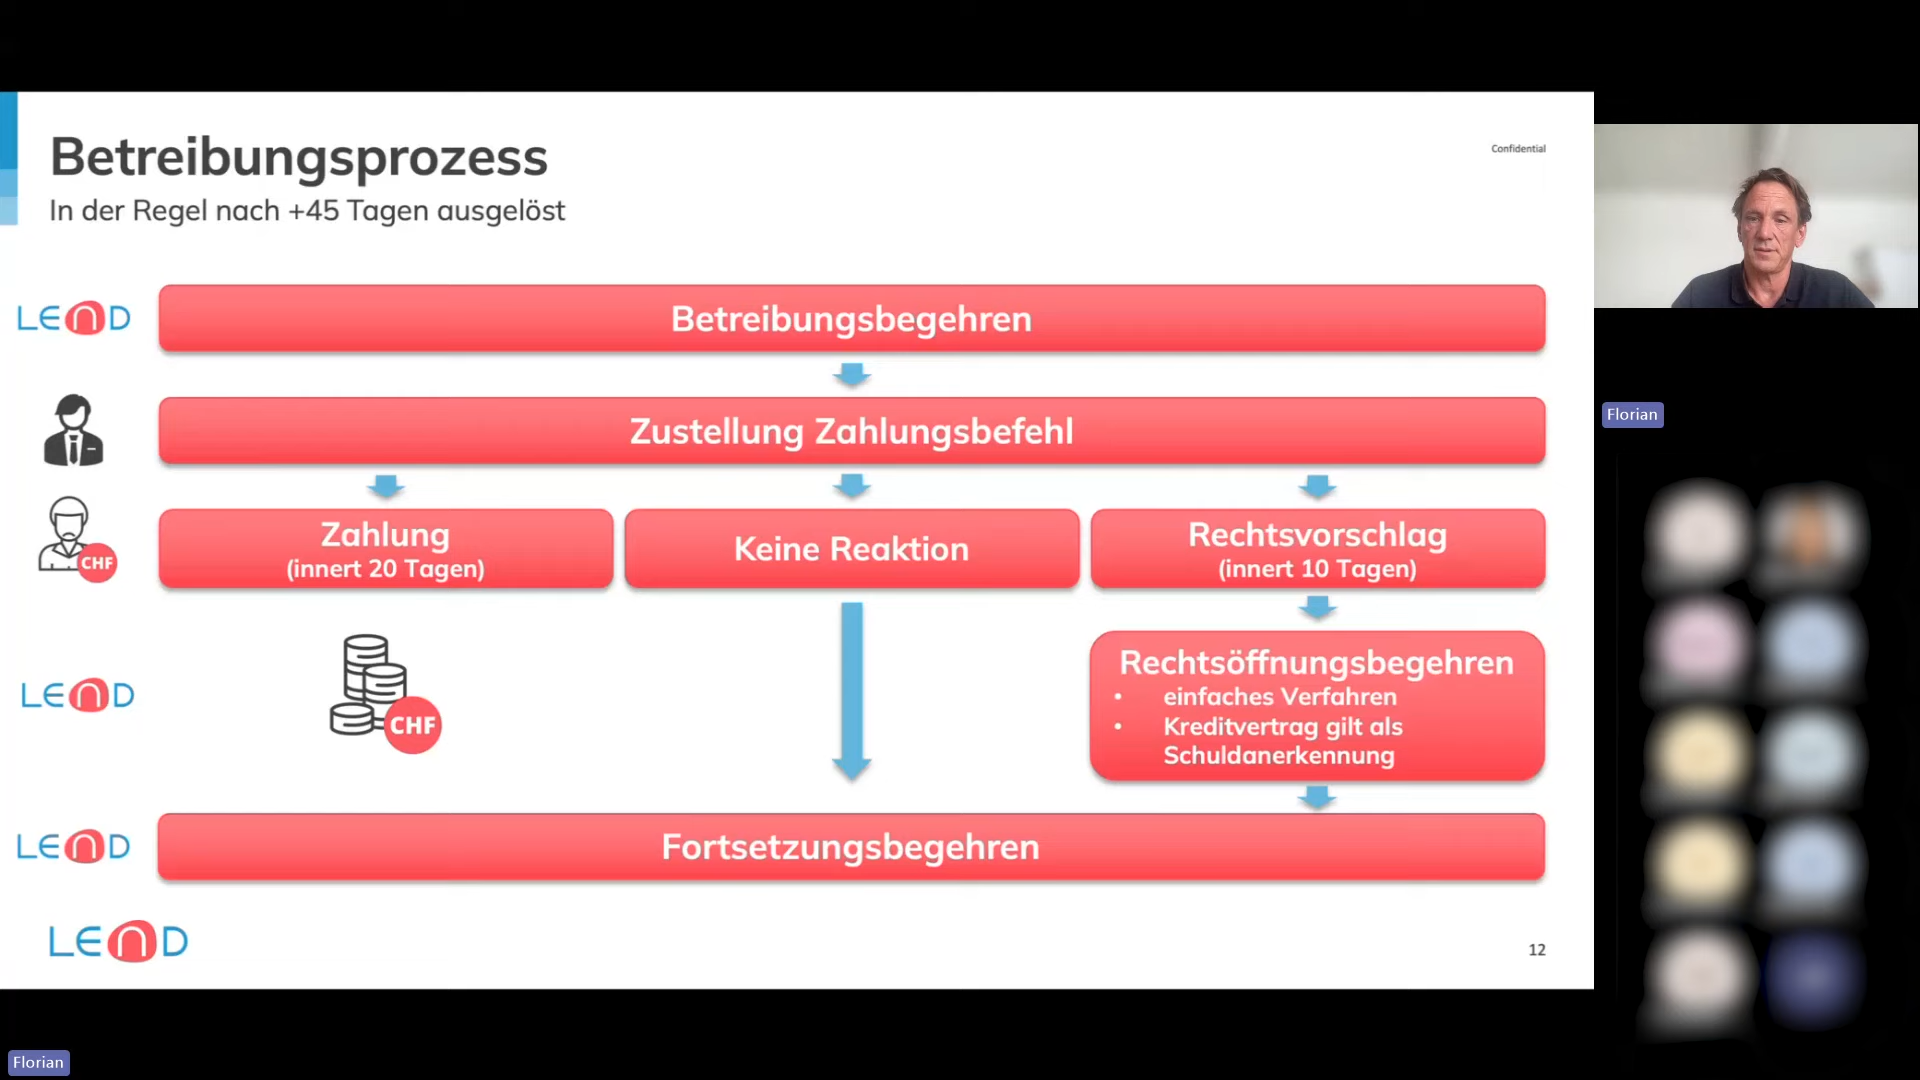 Betreibungsprozess
Confidential
In der Regel nach +45 Tagen ausgelöst
LEND
Betreibungsbegehren
Zustellung Zahlungsbefehl
CHF
Zahlung
(innert 20 Tagen)
Keine Reaktion
Rechtsvorschlag
(innert 10 Tagen)
LEND
CHF
Rechtsöffnungsbegehren
• einfaches Verfahren
• Kreditvertrag gilt als
Schuldanerkennung
LEND
Fortsetzungsbegehren
LEND
12
Florian
Florian